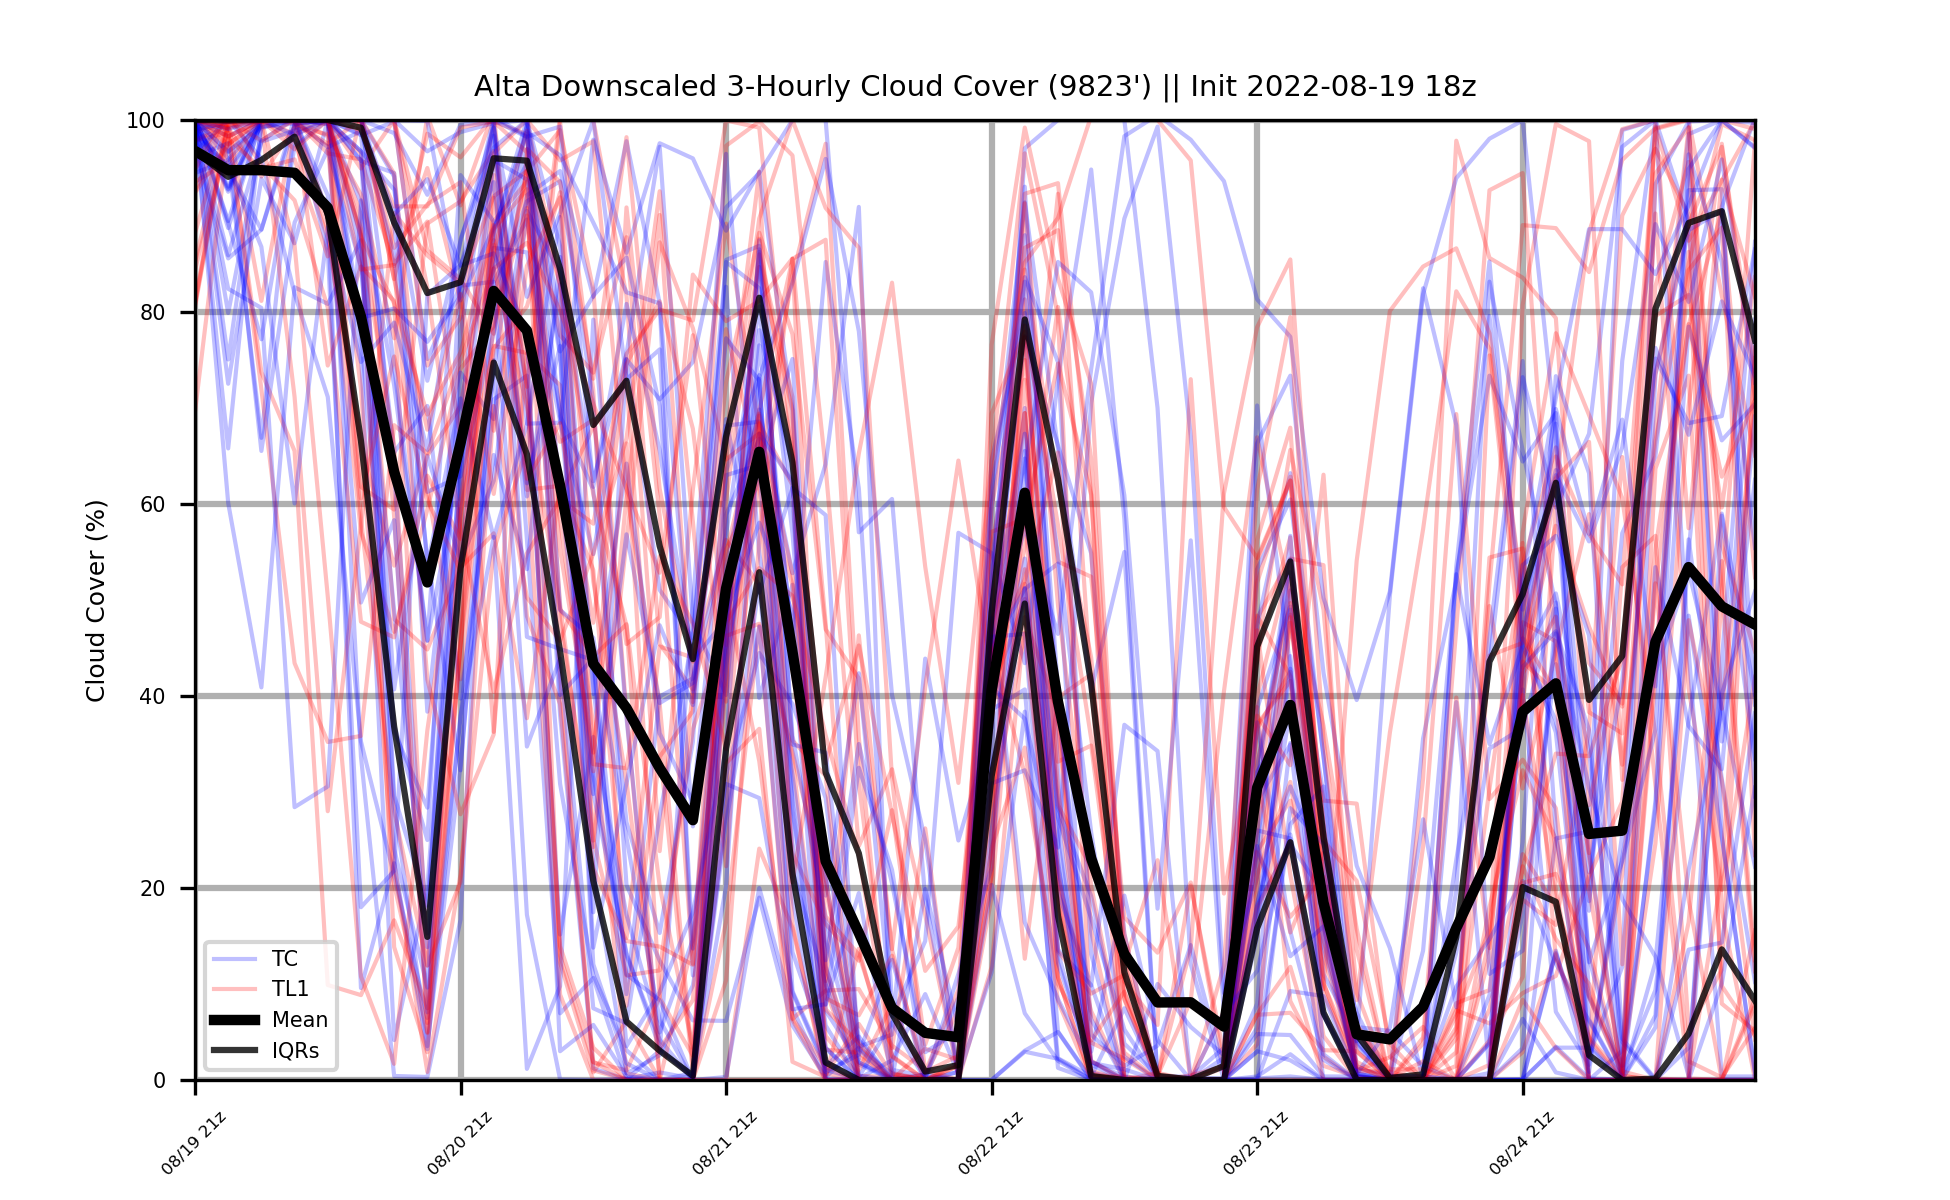 Alta Downscaled 3-Hourly Cloud Cover (9823') || Init 2022-08-19 18z
100
80
60
40
20
0
Cloud Cover (%)
TC
TL1
Mean
IQRs
08/19 21z
08/20 21z
08/21 21z
08/22 21z
08/23 21z
08/24 21z